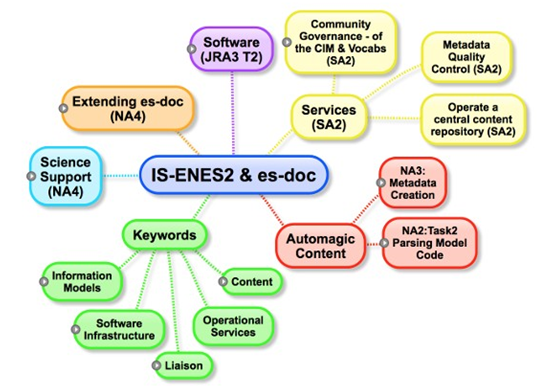 Community
Governance - of
the CIM & Vocabs
(SA2)
Software
(JRA3 T2)
Metadata
Quality
Control (SA2)
Extending es-doc
(NA4)
Services
(SA2)
Operate a
central content
repository (SA2)
Science
Support
(NA4)
IS-ENES2 & es-doc
NA3:
Metadata
Creation
Keywords
Automagic
Content
NA2:Task2
Parsing Model
Code
Information
Models
Content
Software
Infrastructure
Operational
Services
Liaison